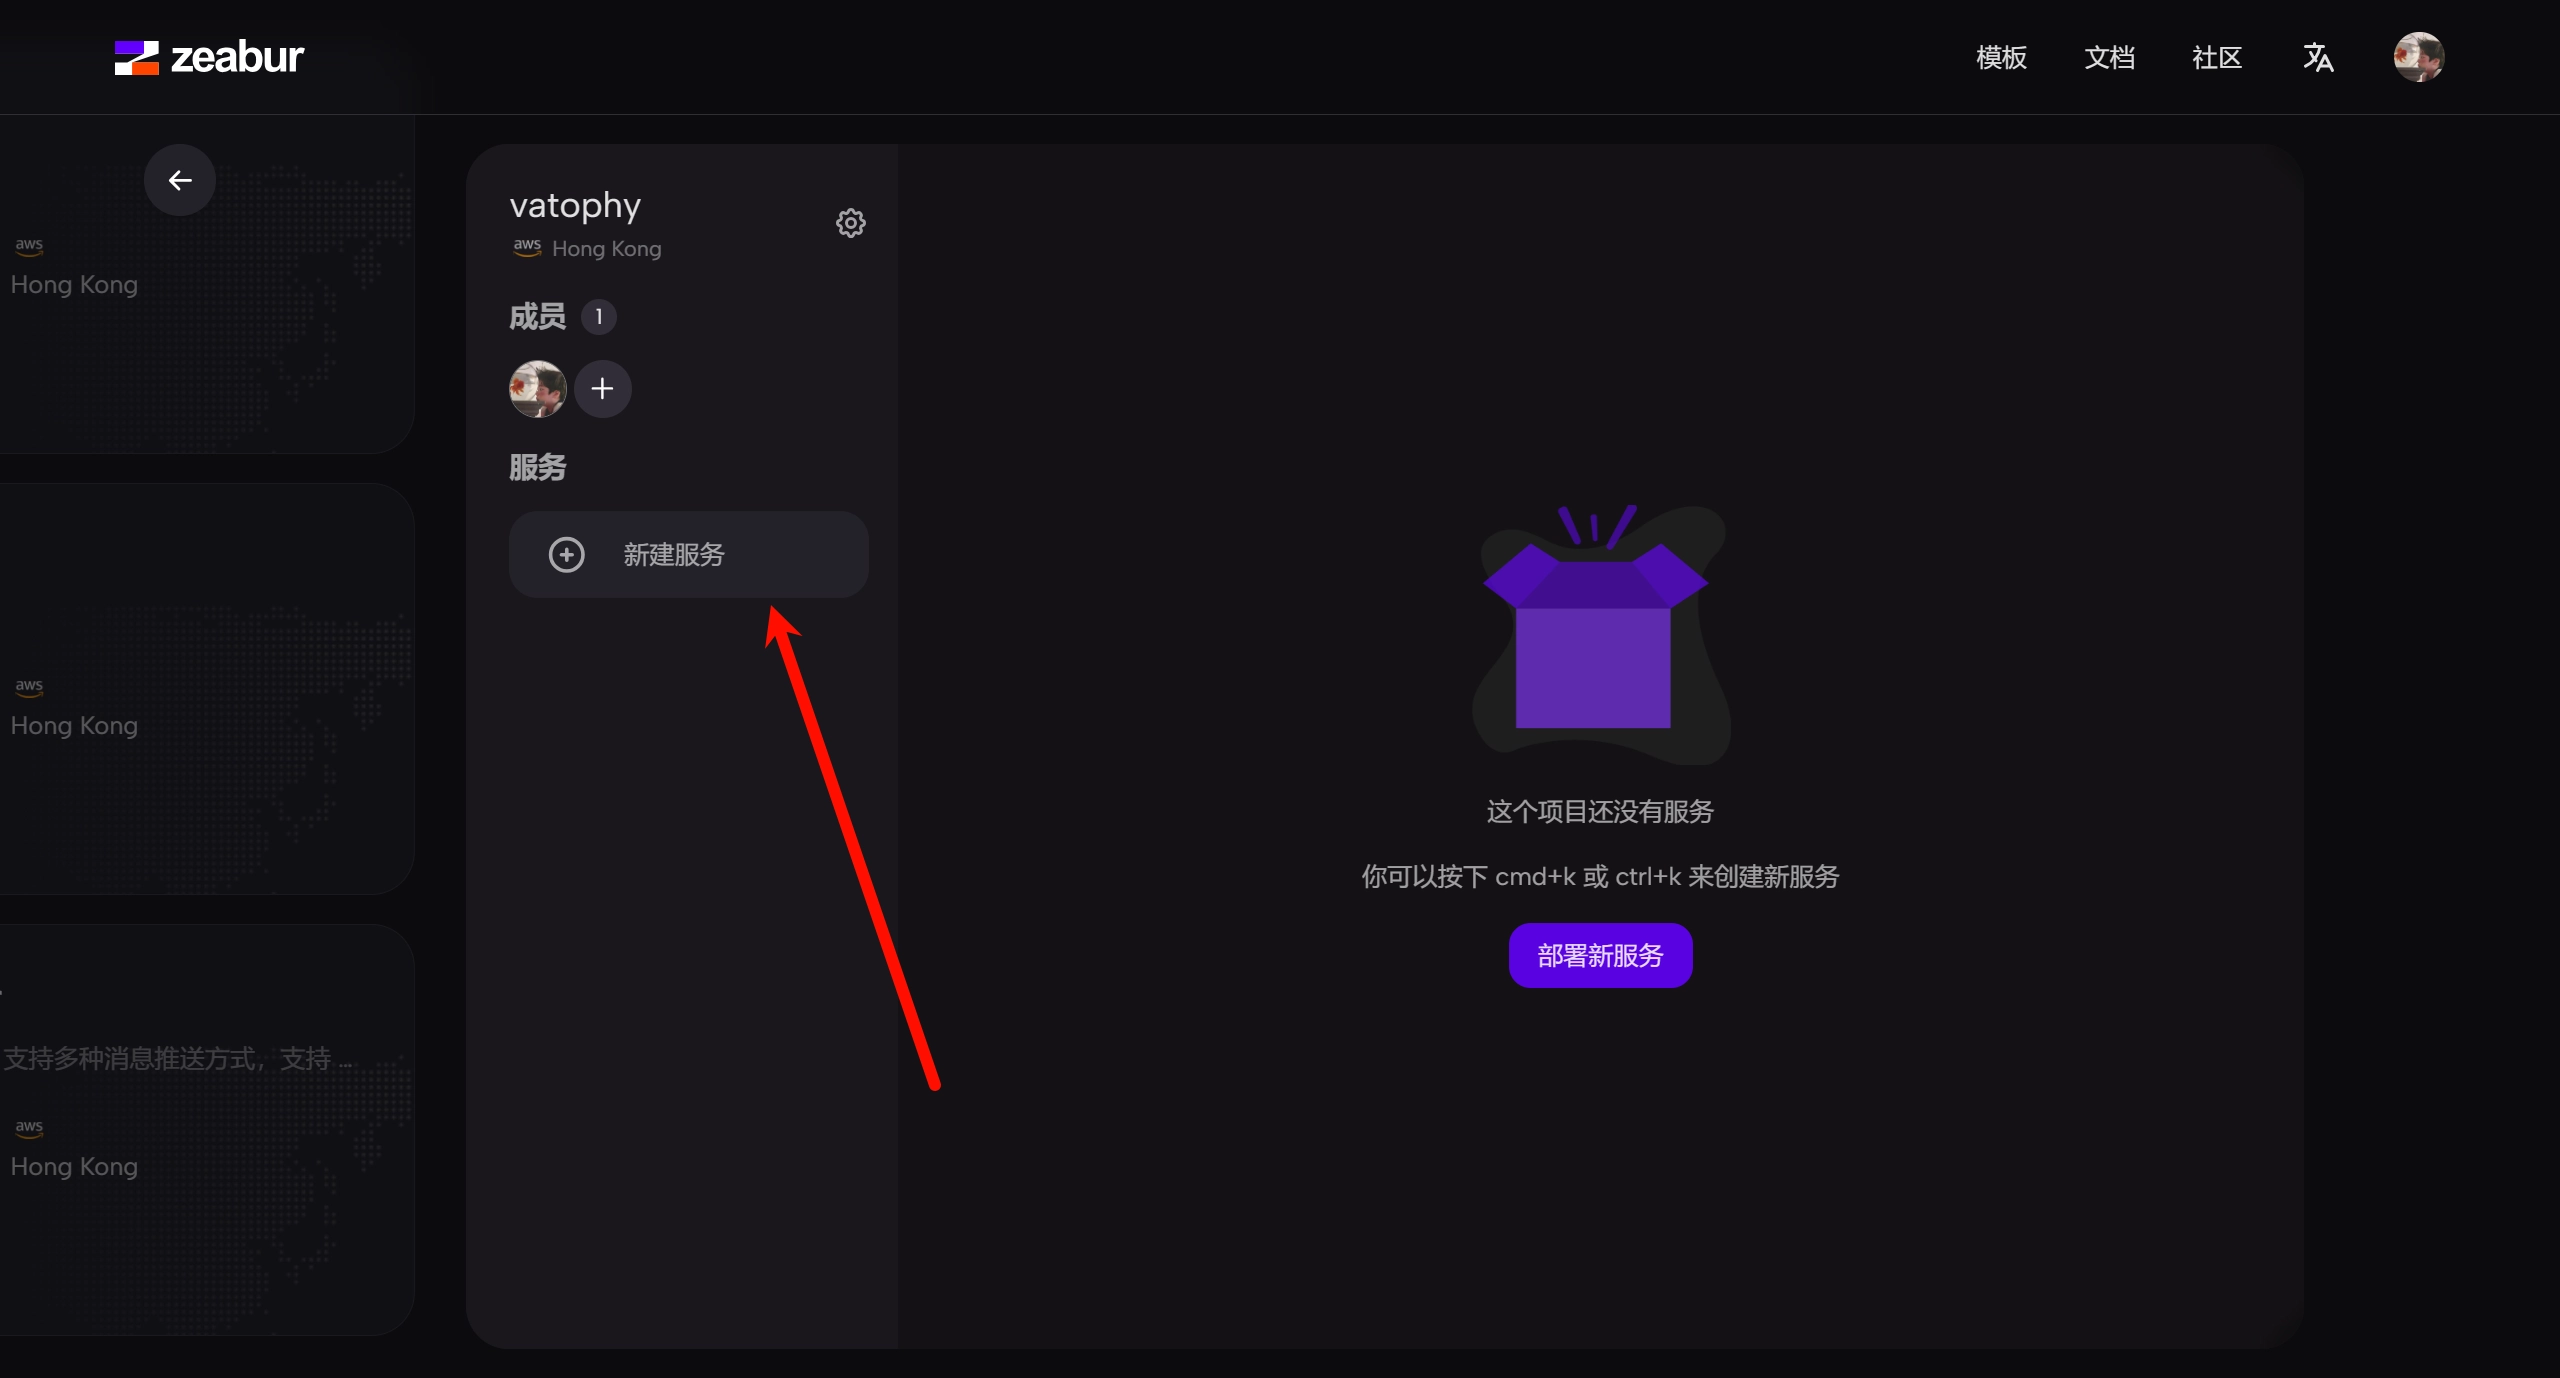 zeabur
模板
文档
社区
aws
Hong Kong
aws
Hong Kong
支持多种消息推送方式，支持 ...
aws
Hong Kong
vatophy
aws Hong Kong
成员 1
服务
新建服务
这个项目还没有服务
你可以按下 cmd+k 或 ctrl+k 来创建新服务
部署新服务